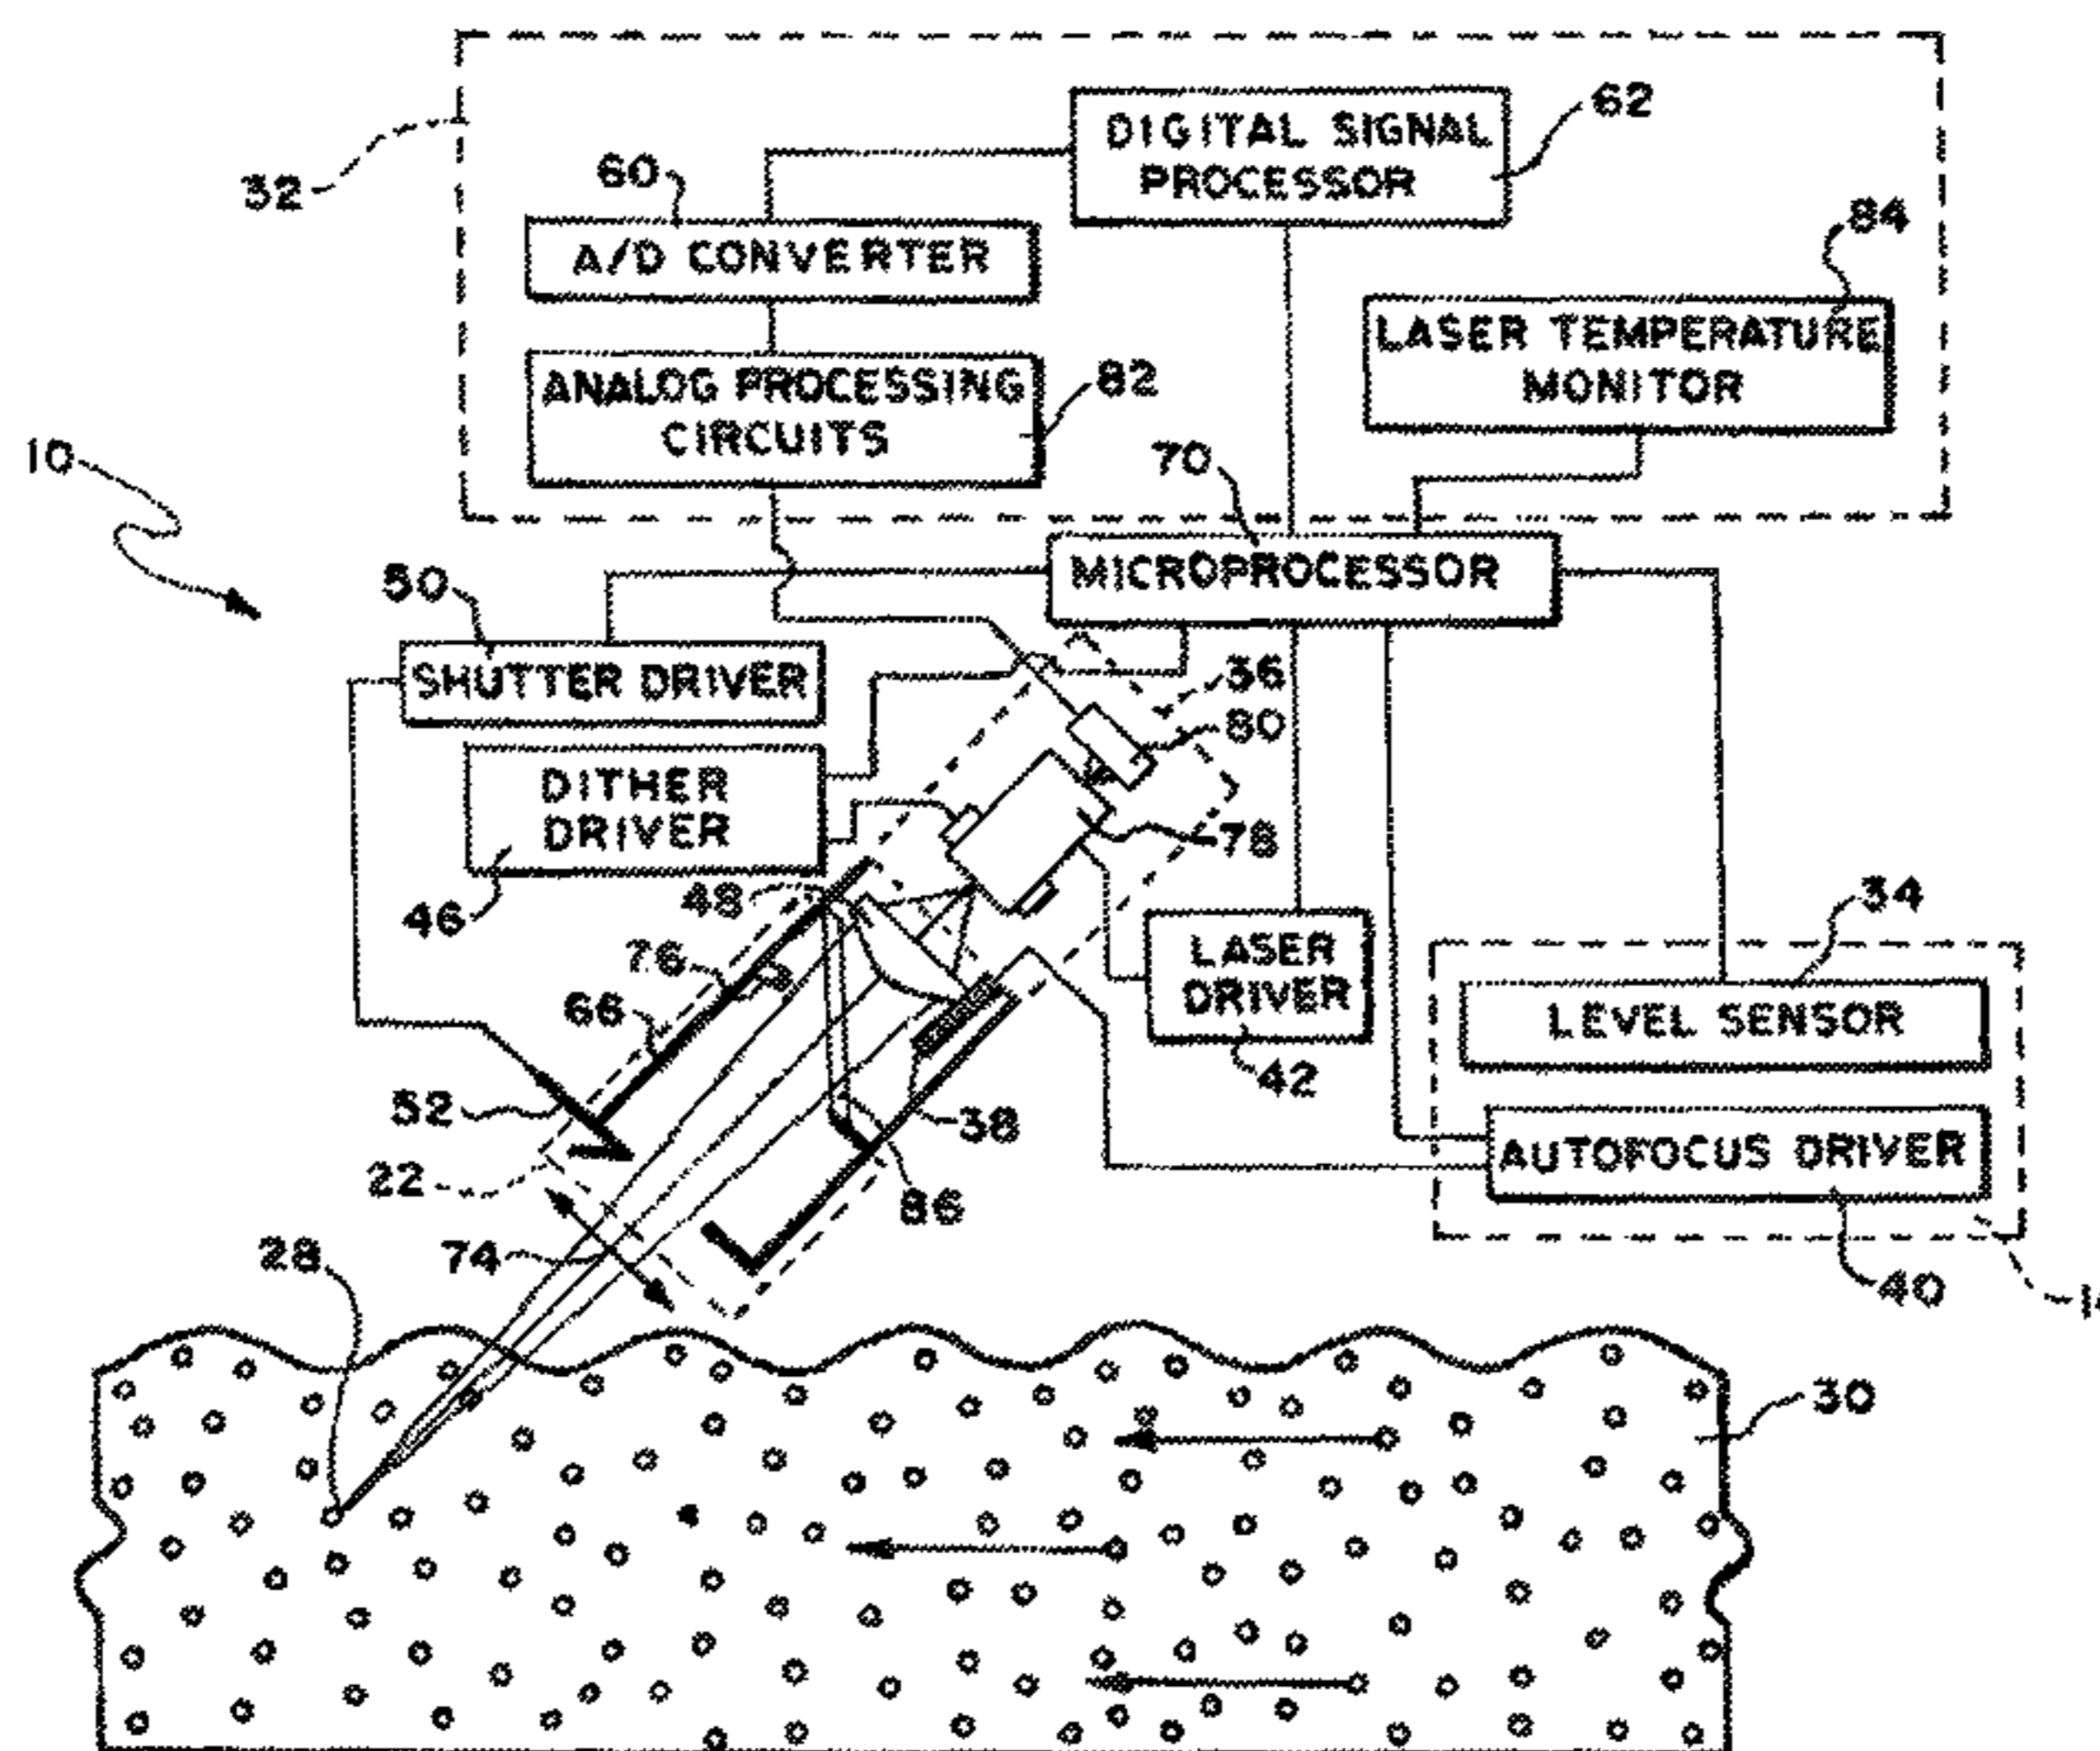 DIGITAL SIGNAL
PROCESSOR
62
32
60
A/D CONVERTER
84
LASER TEMPERATURE
MONITOR
ANALOG PROCESSING
CIRCUITS
82
10
70
MICROPROCESSOR
50
SHUTTER DRIVER
36
80
DITHER
DRIVER
78
46
48
34
LASER
DRIVER
76
66
LEVEL SENSOR
42
52
38
AUTOFOCUS DRIVER
22
86
74
28
40
30